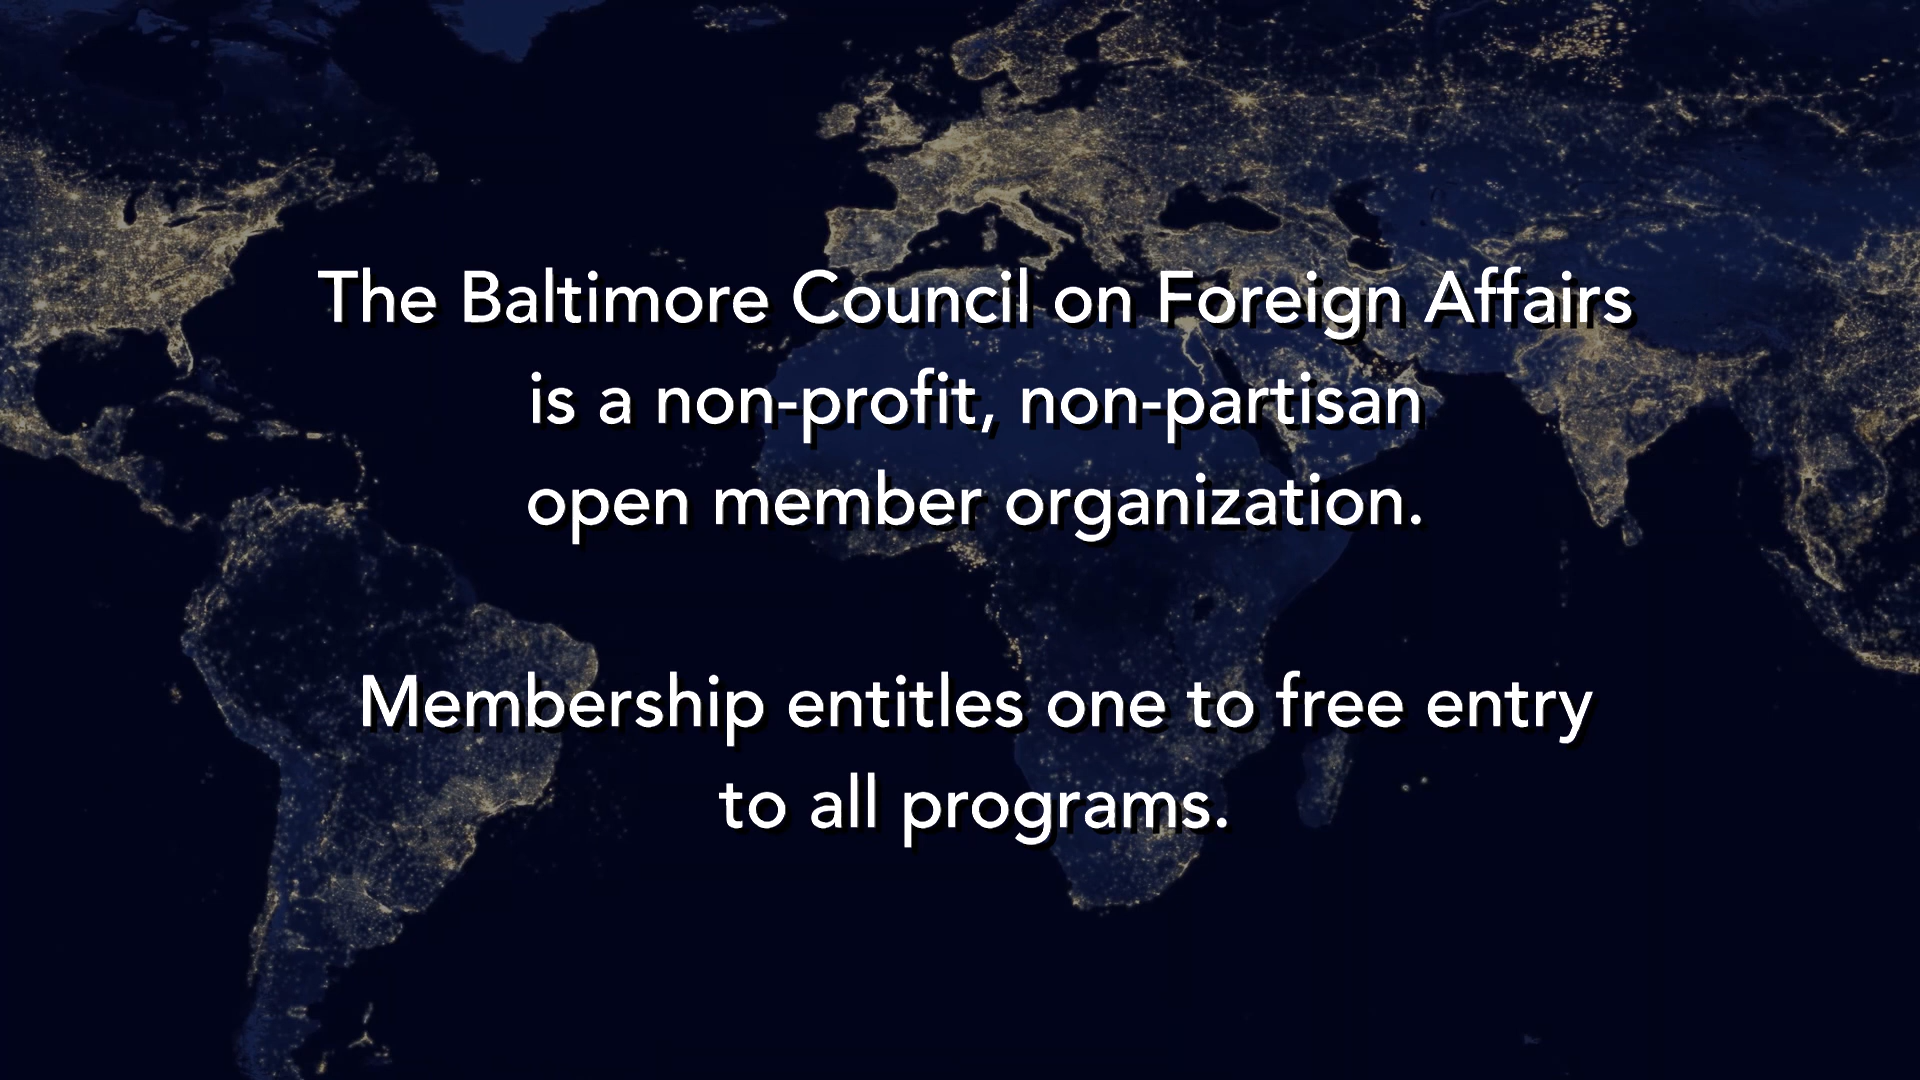 The Baltimore Council on Foreign Affairs
is a non-profit, non-partisan
open member organization.
Membership entitles one to free entry
to all programs.